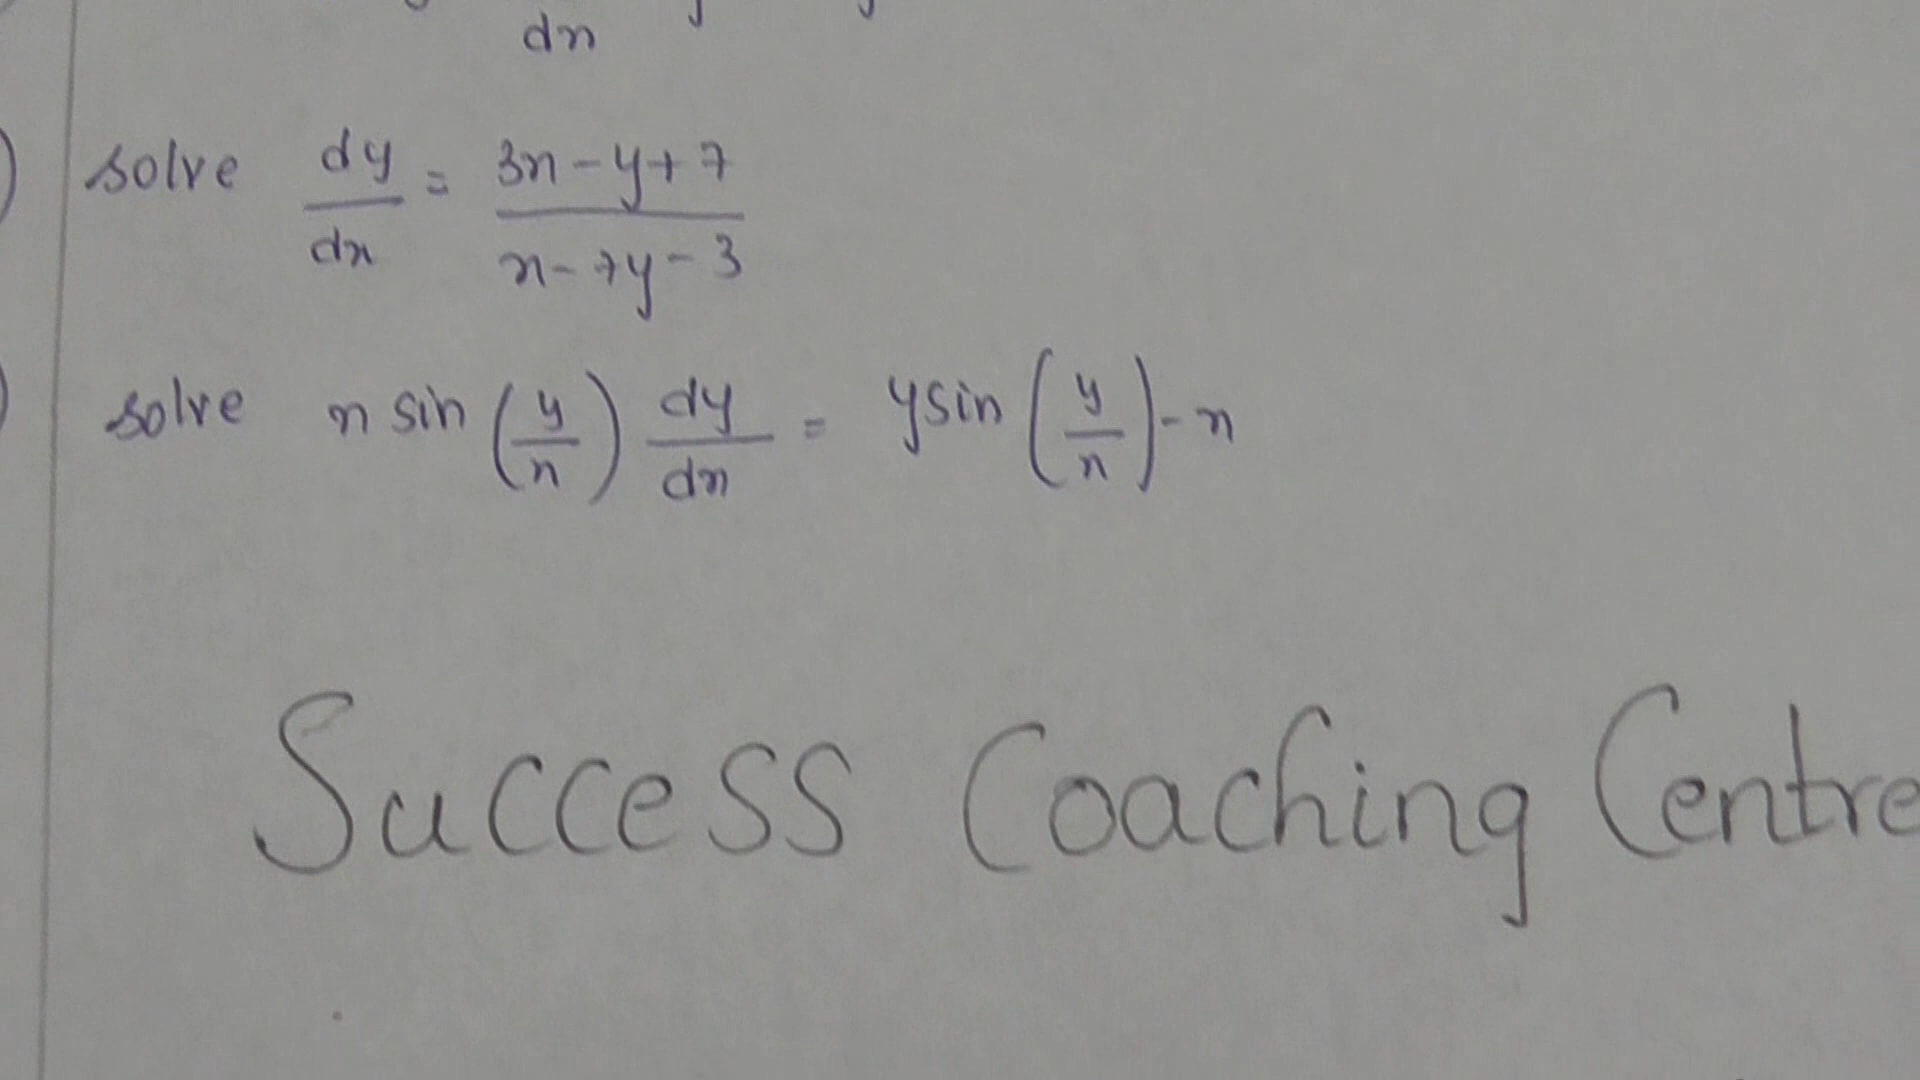 dx
solve dy/dx = 3x-y+7/x-7y-3
solve x sin (y/x) dy/dx = y sin (y/x) - x
Success Coaching Centre